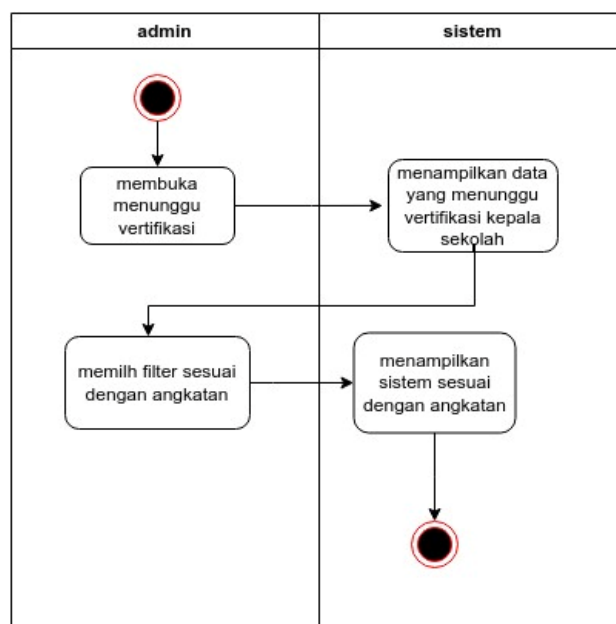 admin
sistem
membuka
menunggu
vertifikasi
menampilkan data
yang menunggu
vertifikasi kepala
sekolah
memilh filter sesuai
dengan angkatan
menampilkan
sistem sesuai
dengan angkatan